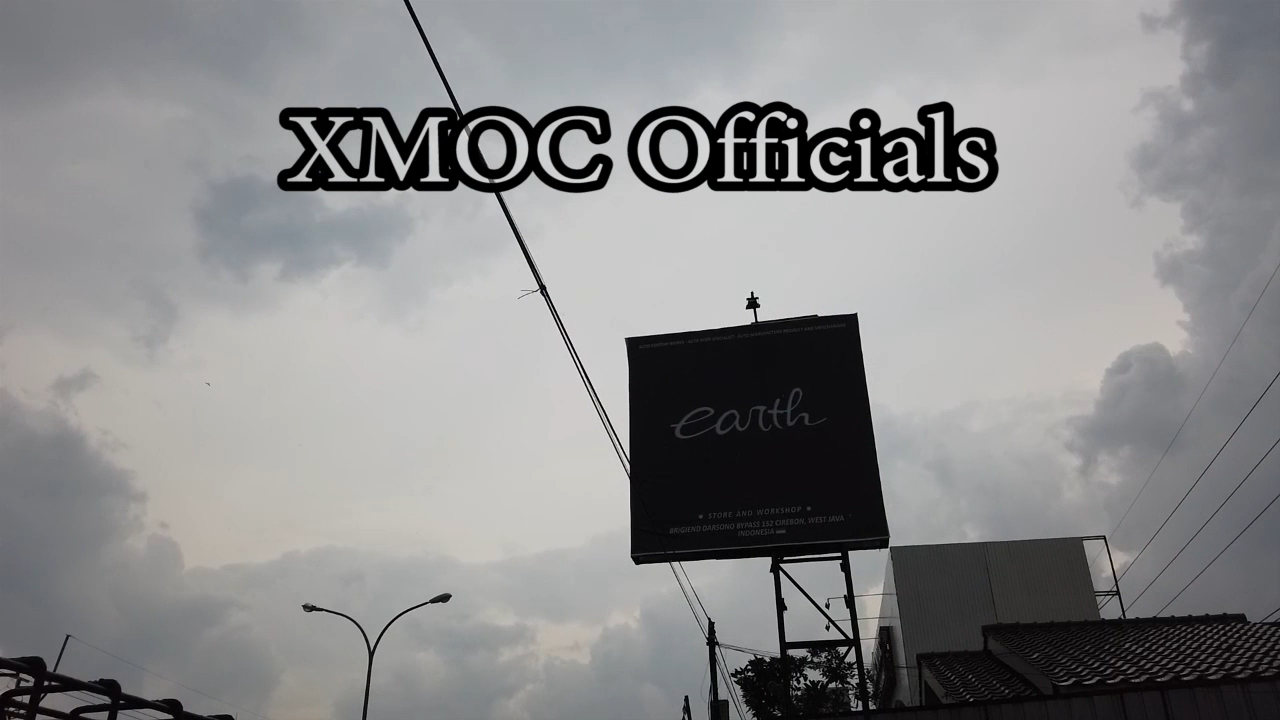 XMOC Officials
earth
STORE AND WORKSHOP
BRIGJEND DARSONO BYPASS 152 CIREBON, WEST JAVA
INDONESIA